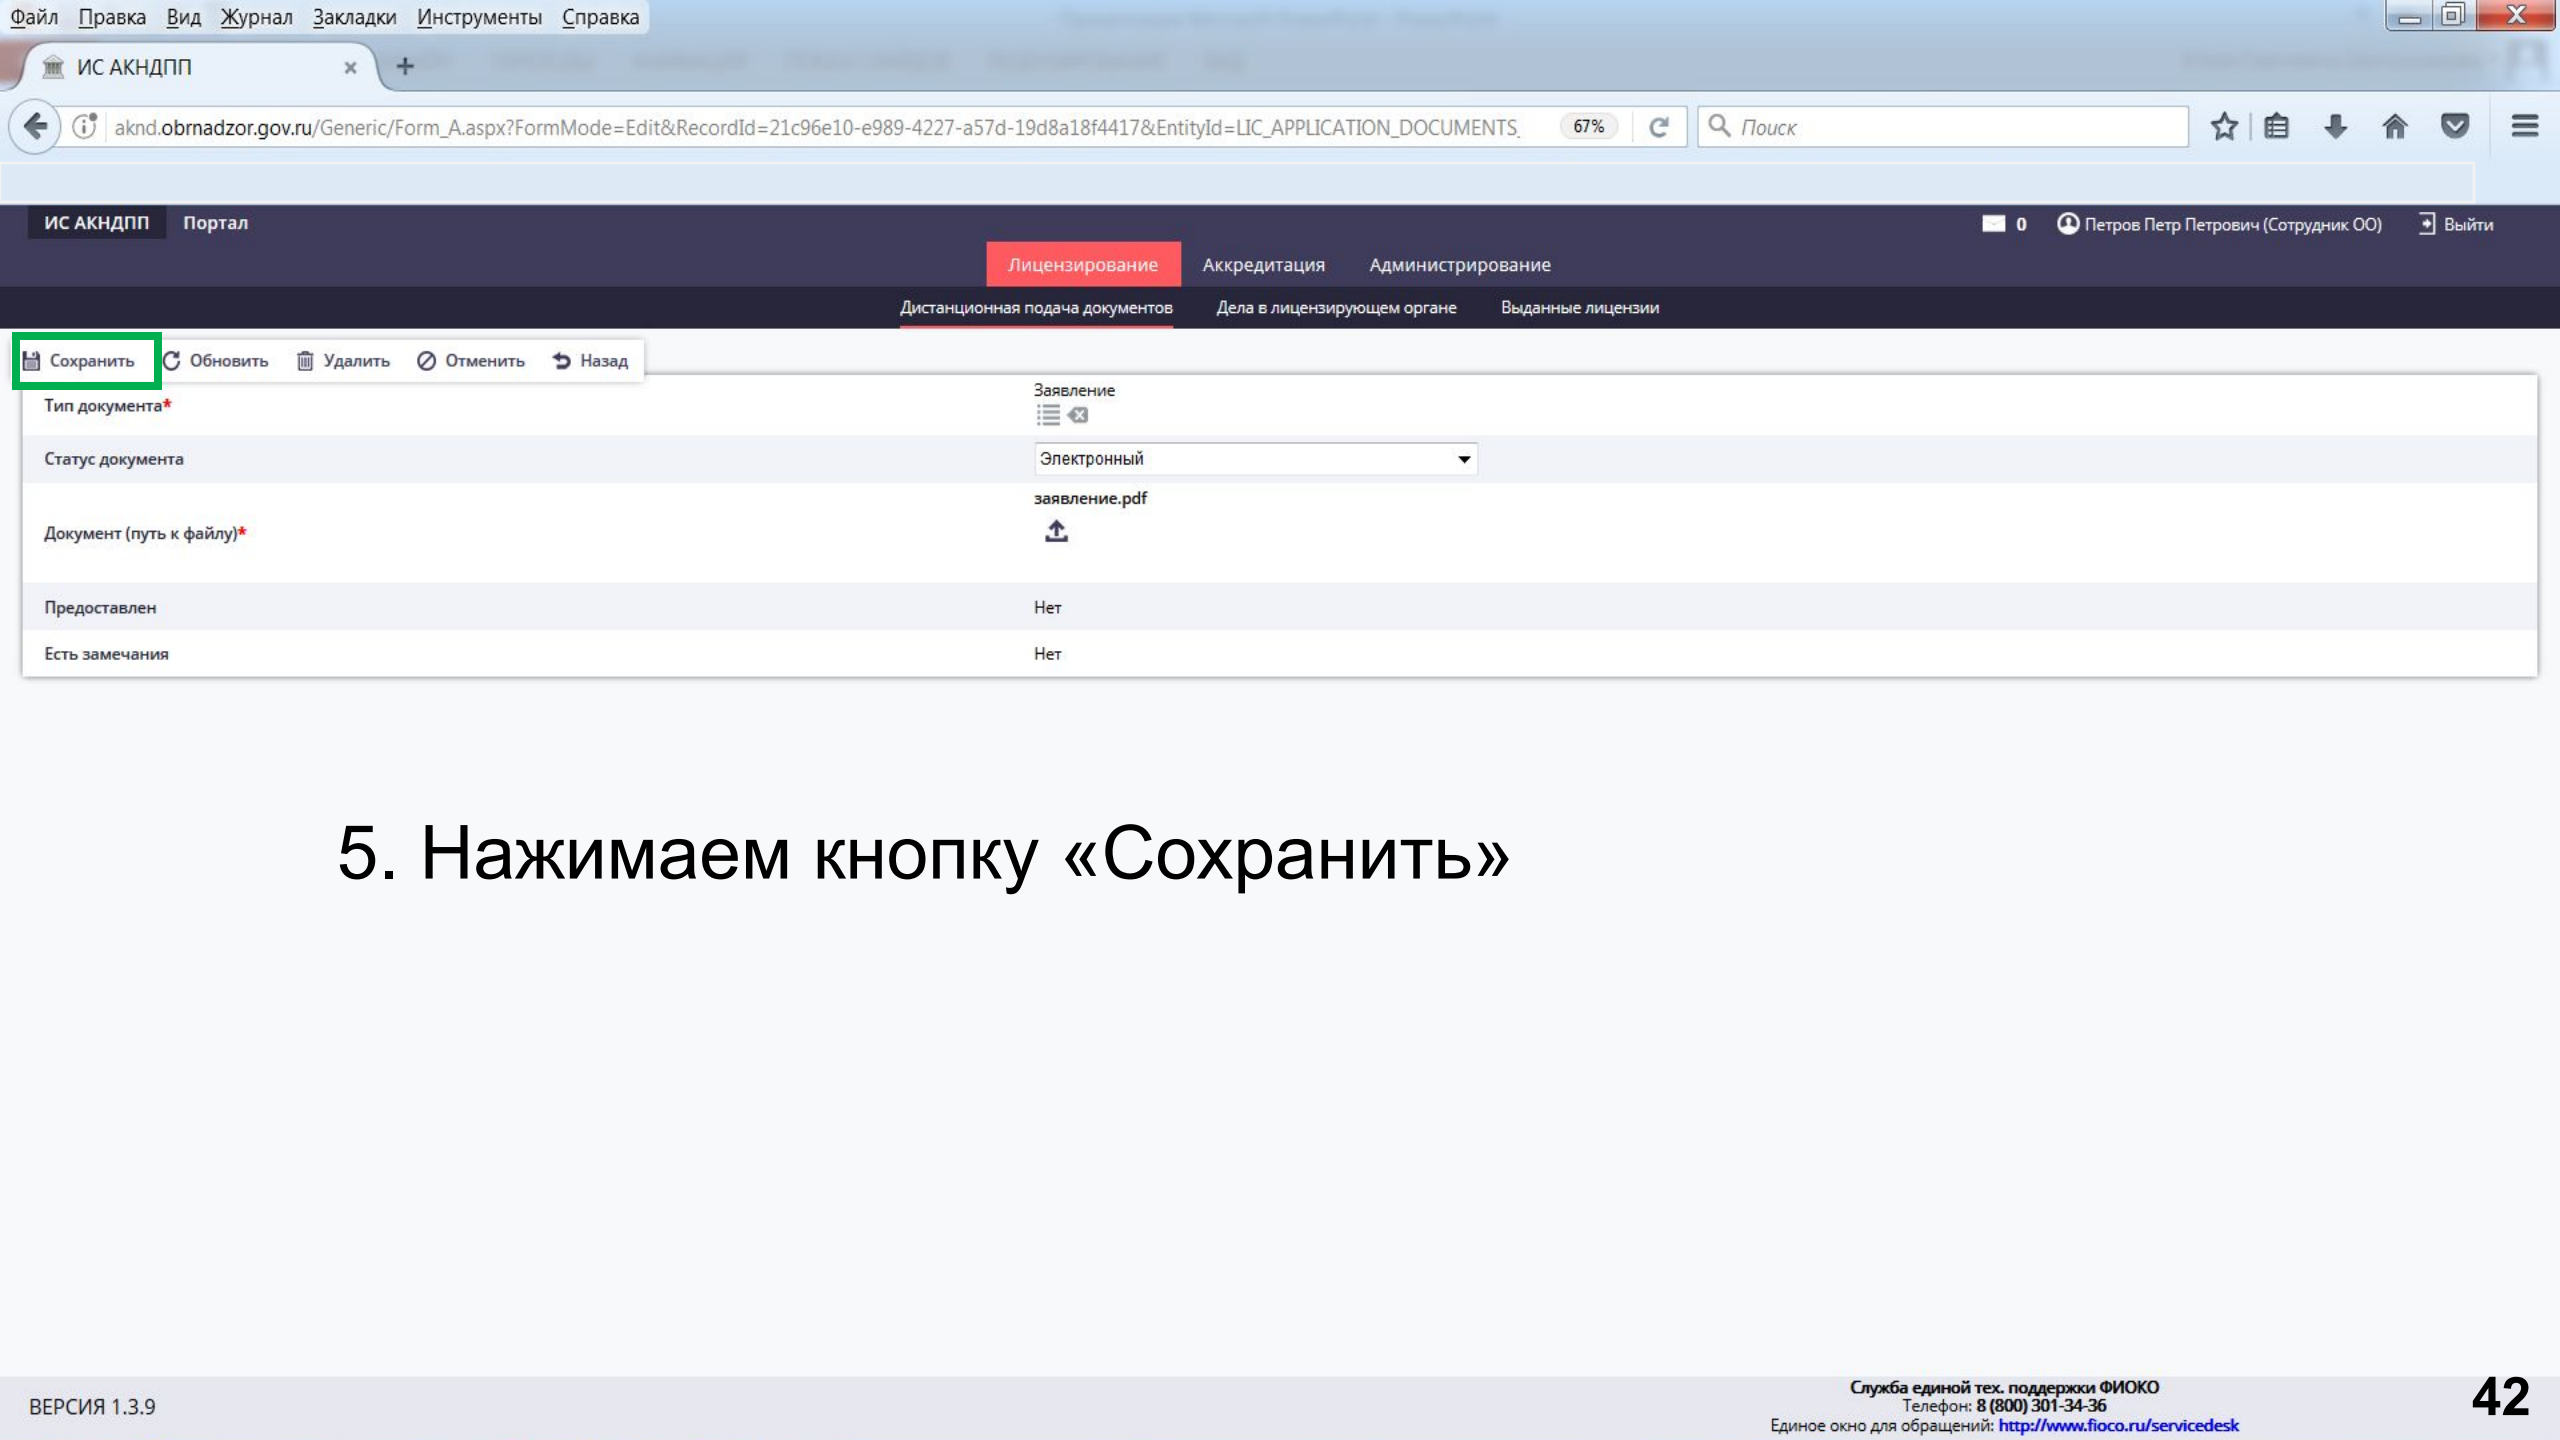 Файл Правка Вид Журнал Закладки Инструменты Справка
ИС АКНДПП
aknd.obrnadzor.gov.ru/Generic/Form_A.aspx?FormMode=Edit&RecordId=21c96e10-e989-4227-a57d-19d8a18f4417&EntityId=LIC_APPLICATION_DOCUMENTS_ 67% Поиск
ИС АКНДПП Портал 0 Петров Петр Петрович (Сотрудник ОО) Выйти
Лицензирование Аккредитация Администрирование
Дистанционная подача документов Дела в лицензирующем органе Выданные лицензии
Сохранить Обновить Удалить Отменить Назад
Тип документа* Заявление
Статус документа Электронный
Документ (путь к файлу)* заявление.pdf
Предоставлен Нет
Есть замечания Нет
5. Нажимаем кнопку «Сохранить»
ВЕРСИЯ 1.3.9
Служба единой тех. поддержки ФИОКО
Телефон: 8 (800) 301-34-36
Единое окно для обращений: http://www.fioco.ru/servicedesk
42